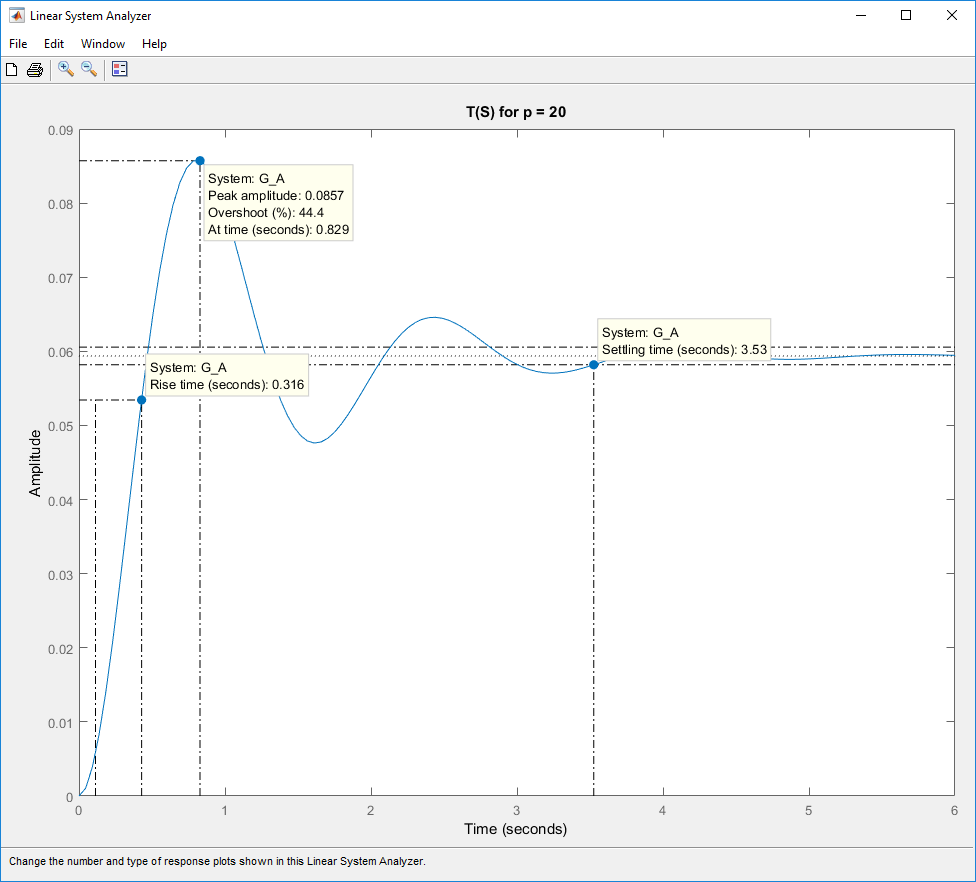 Linear System Analyzer
File Edit Window Help
T(S) for p = 20
0.09
0.08
0.07
0.06
0.05
0.04
0.03
0.02
0.01
0
Amplitude
System: G_A
Peak amplitude: 0.0857
Overshoot (%): 44.4
At time (seconds): 0.829
System: G_A
Settling time (seconds): 3.53
System: G_A
Rise time (seconds): 0.316
0 1 2 3 4 5 6
Time (seconds)
Change the number and type of response plots shown in this Linear System Analyzer.